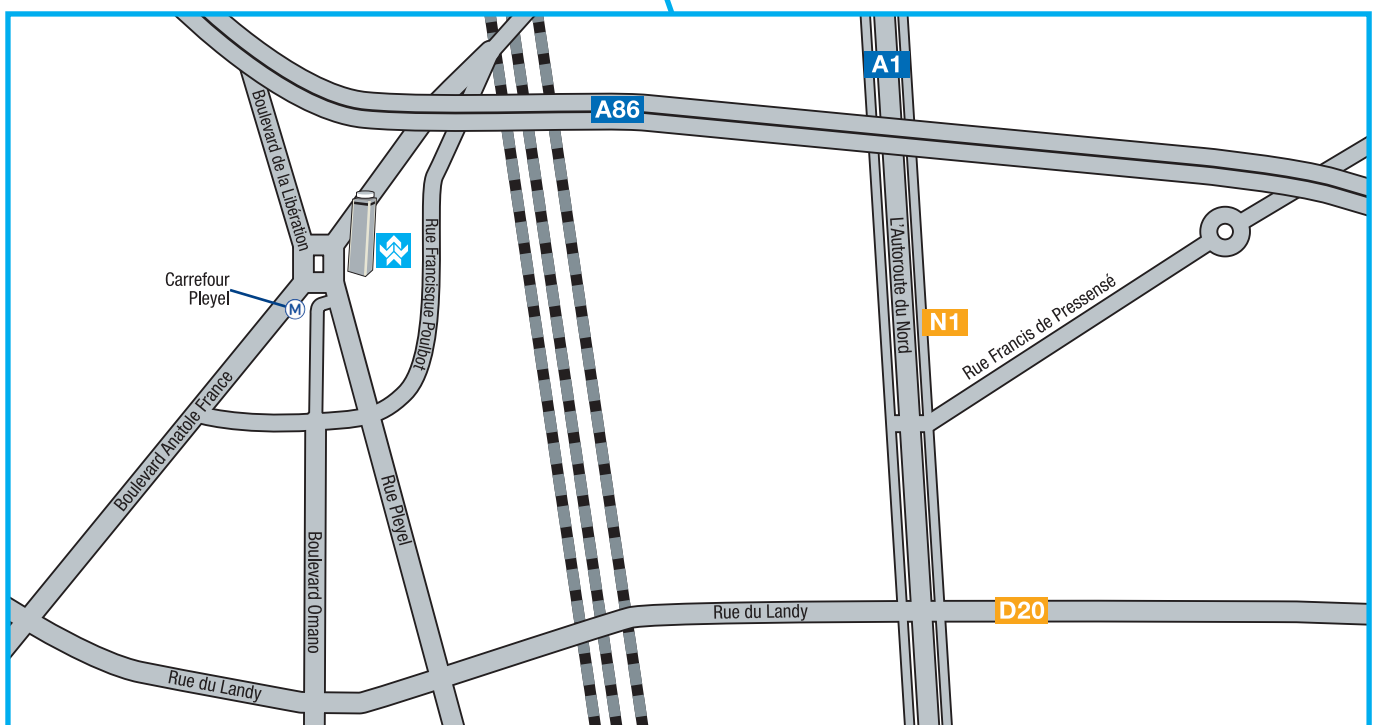 A1
A86
Boulevard de la Libération
Rue Francisque Poulbot
L'Autoroute du Nord
Carrefour
Pleyel
M
N1
Rue Francis de Pressensé
Boulevard Anatole France
Rue Pleyel
Boulevard Omano
Rue du Landy
D20
Rue du Landy